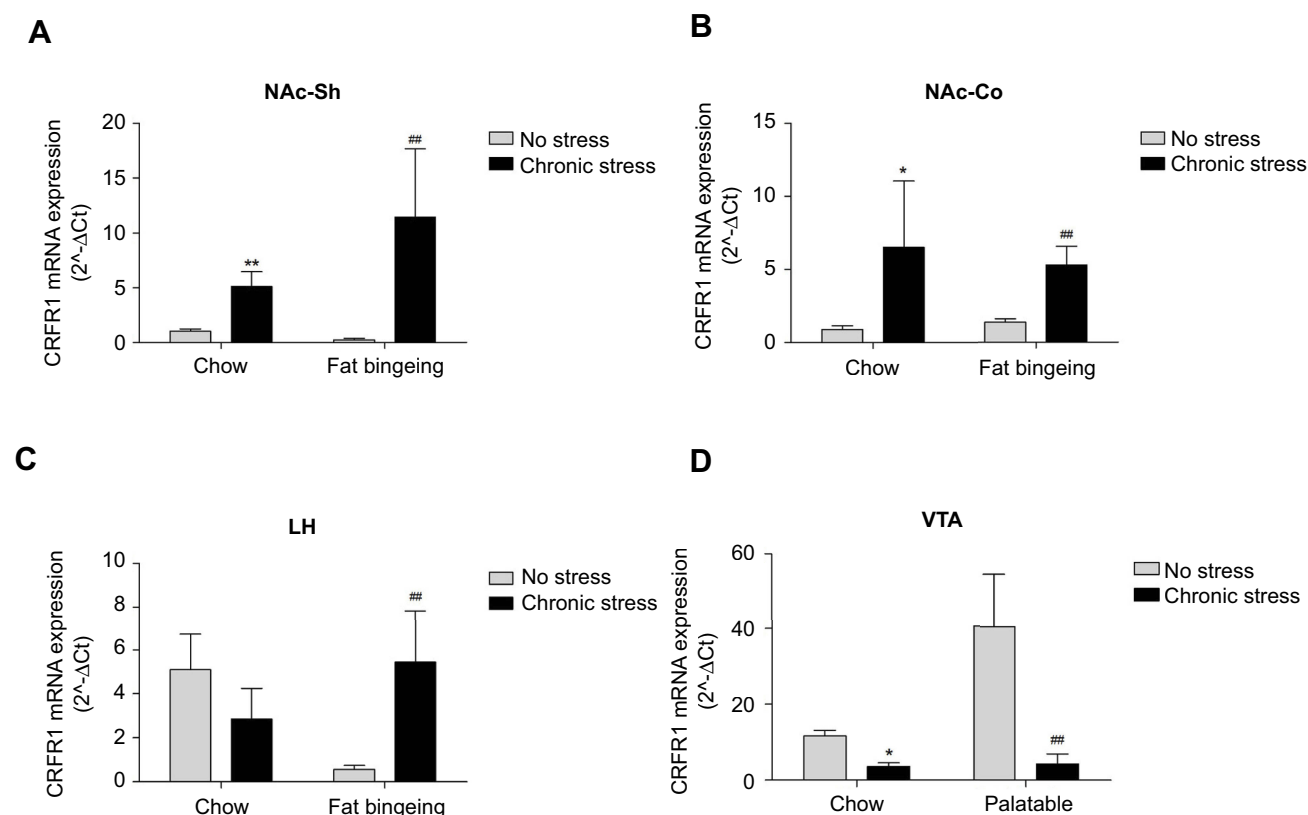 A
NAc-Sh
CRFR1 mRNA expression
(2^-ΔCt)
20
15
10
5
0
**
##
No stress
Chronic stress
Chow
Fat bingeing
B
NAc-Co
CRFR1 mRNA expression
(2^-ΔCt)
15
10
5
0
*
##
No stress
Chronic stress
Chow
Fat bingeing
C
LH
CRFR1 mRNA expression
(2^-ΔCt)
10
8
6
4
2
0
##
No stress
Chronic stress
Chow
Fat bingeing
D
VTA
CRFR1 mRNA expression
(2^-ΔCt)
60
40
20
0
*
##
No stress
Chronic stress
Chow
Palatable